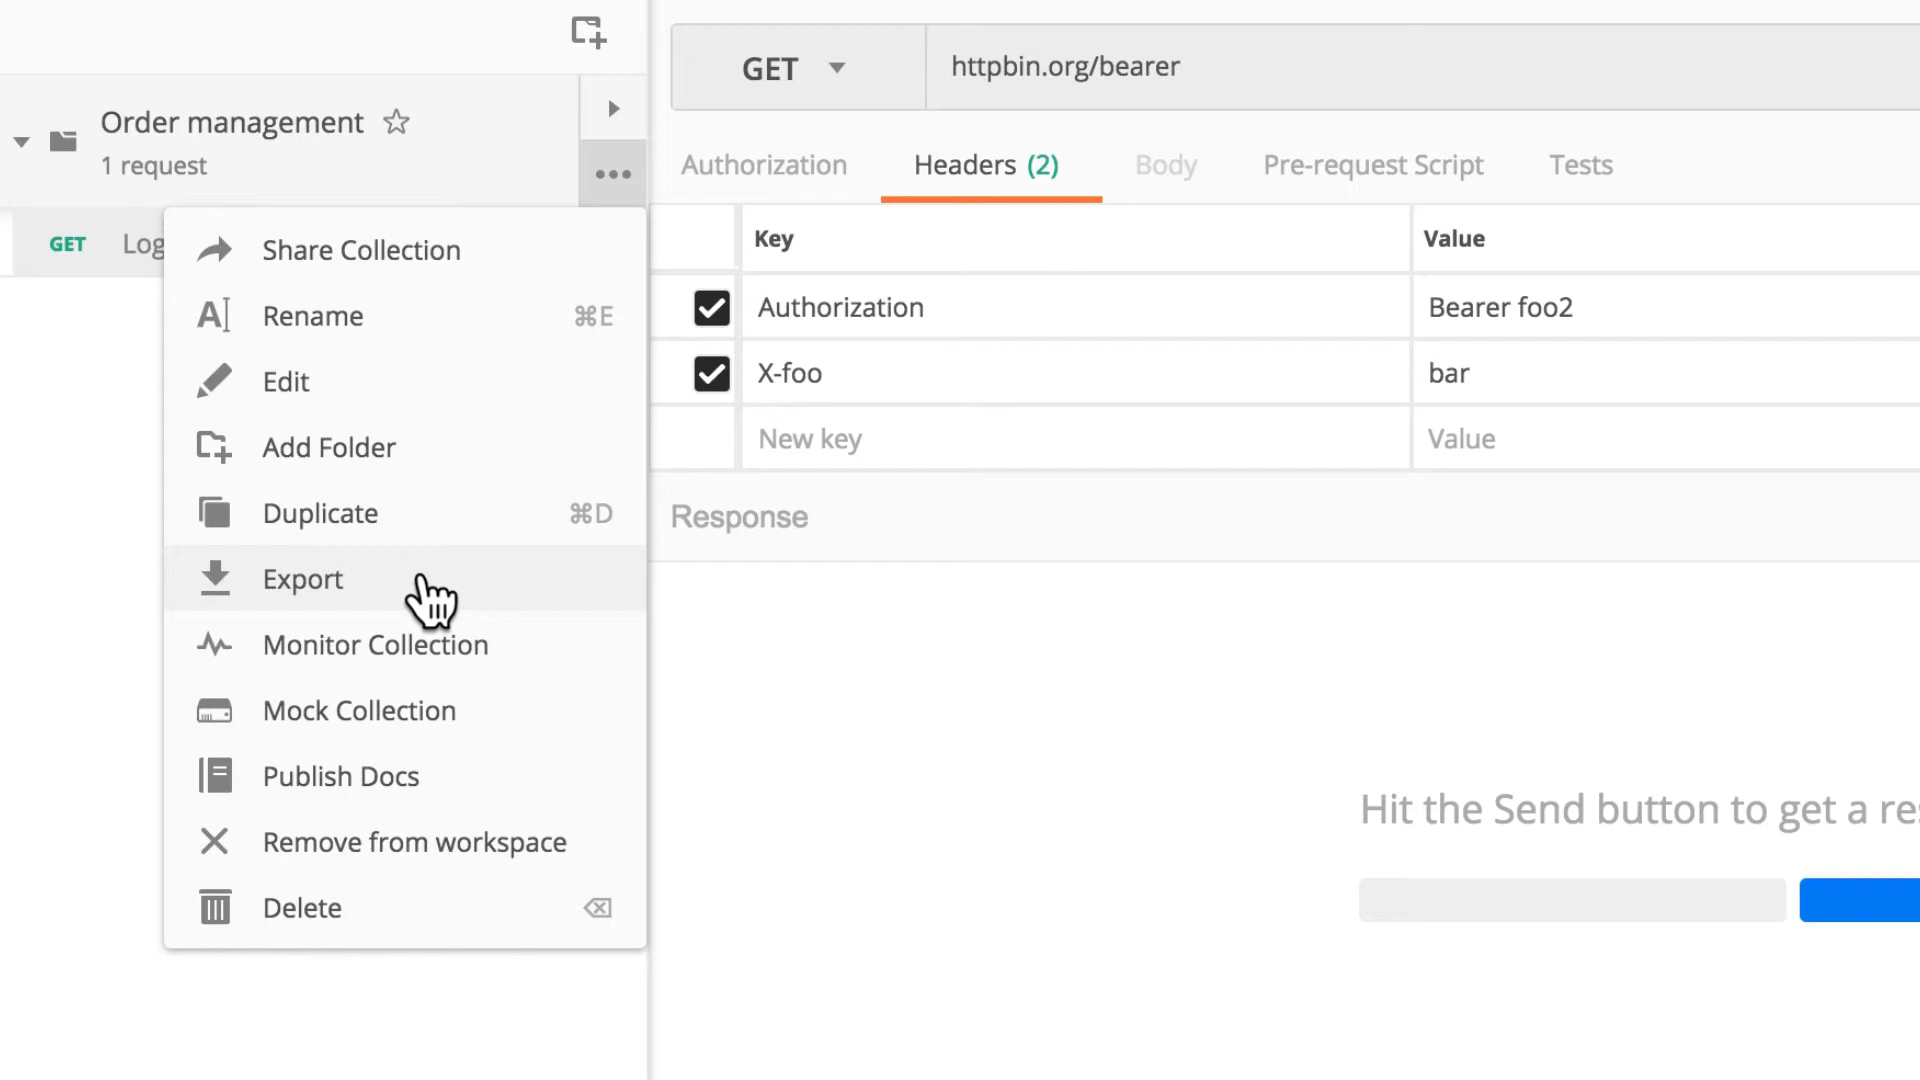 Order management
1 request
GET Log
Share Collection
Rename ⌘E
Edit
Add Folder
Duplicate ⌘D
Export
Monitor Collection
Mock Collection
Publish Docs
Remove from workspace
Delete
GET httpbin.org/bearer
Authorization Headers (2) Body Pre-request Script Tests
Key Value
Authorization Bearer foo2
X-foo bar
New key Value
Response
Hit the Send button to get a res